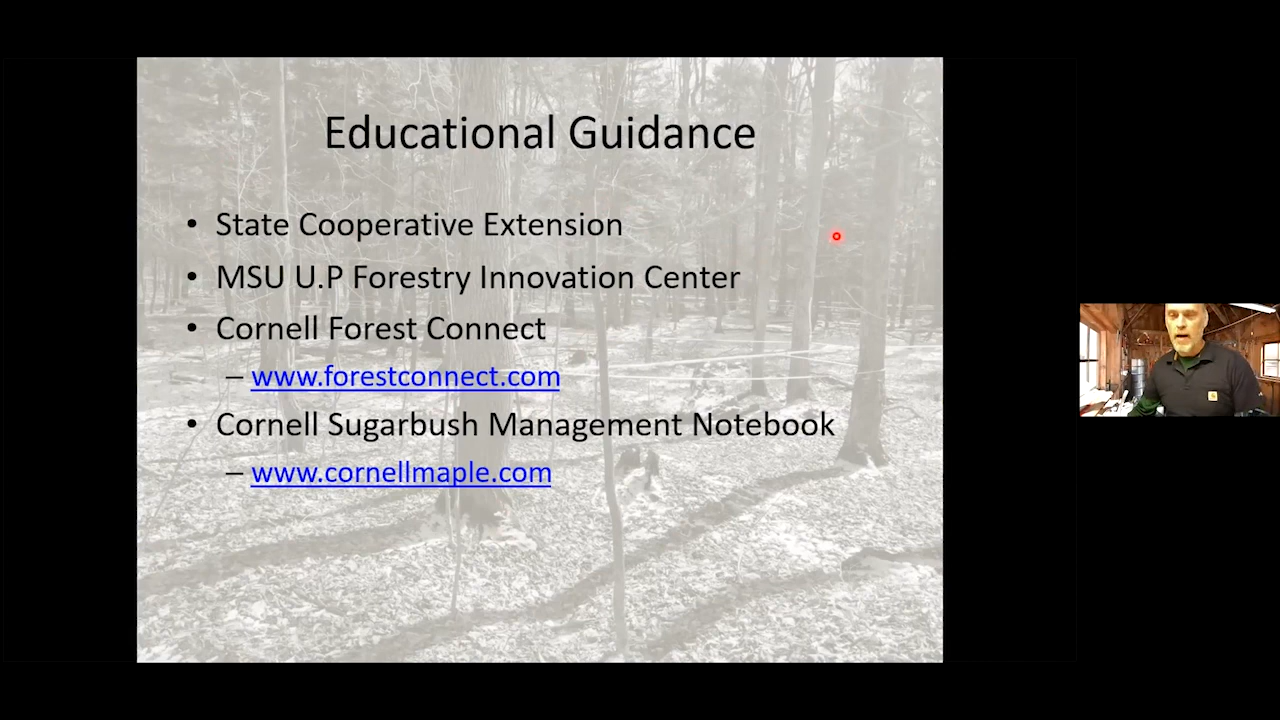 Educational Guidance
• State Cooperative Extension
• MSU U.P Forestry Innovation Center
• Cornell Forest Connect
– www.forestconnect.com
• Cornell Sugarbush Management Notebook
– www.cornellmaple.com